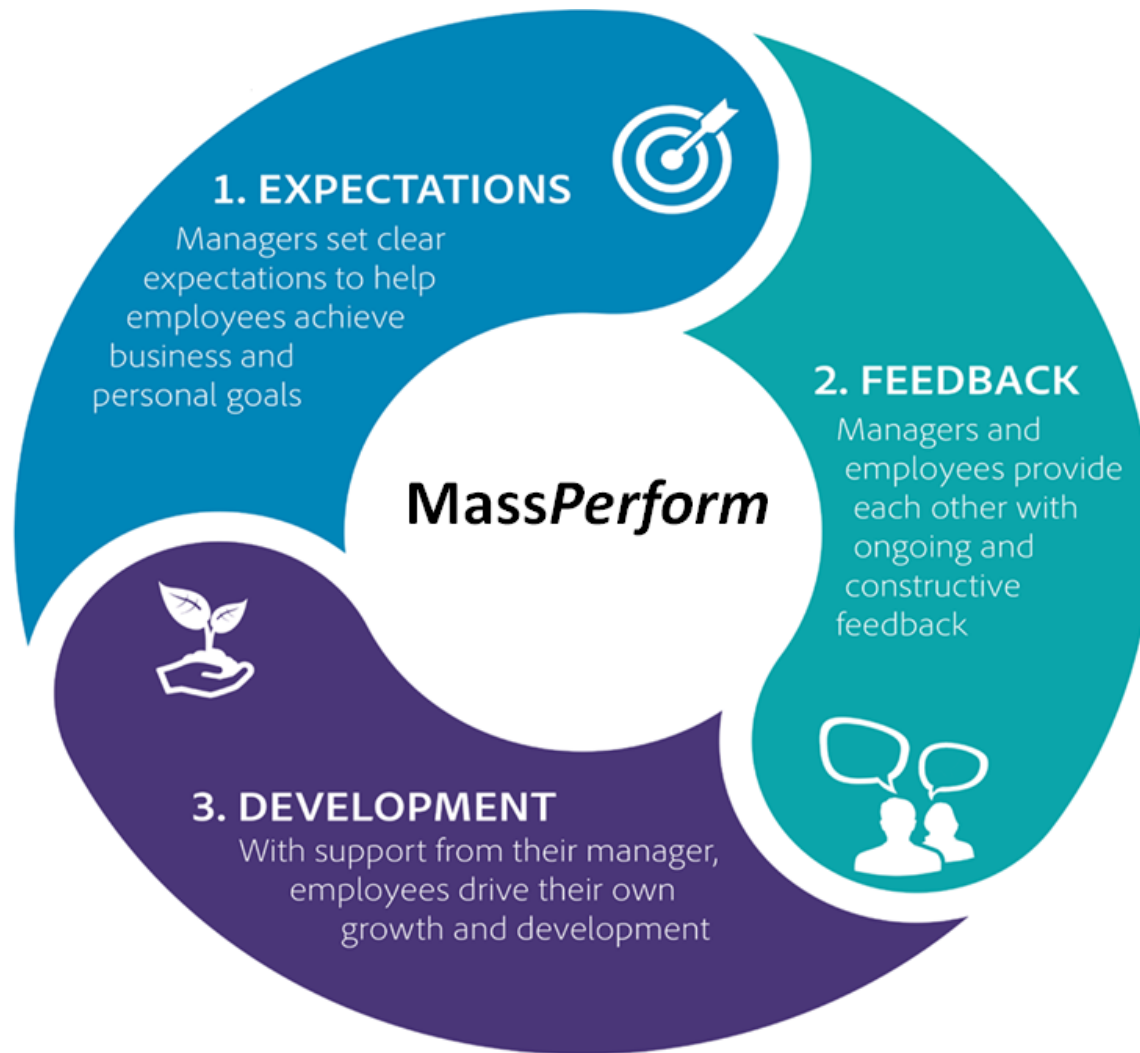 1. EXPECTATIONS
Managers set clear
expectations to help
employees achieve
business and
personal goals
2. FEEDBACK
Managers and
employees provide
each other with
ongoing and
constructive
feedback
MassPerform
3. DEVELOPMENT
With support from their manager,
employees drive their own
growth and development